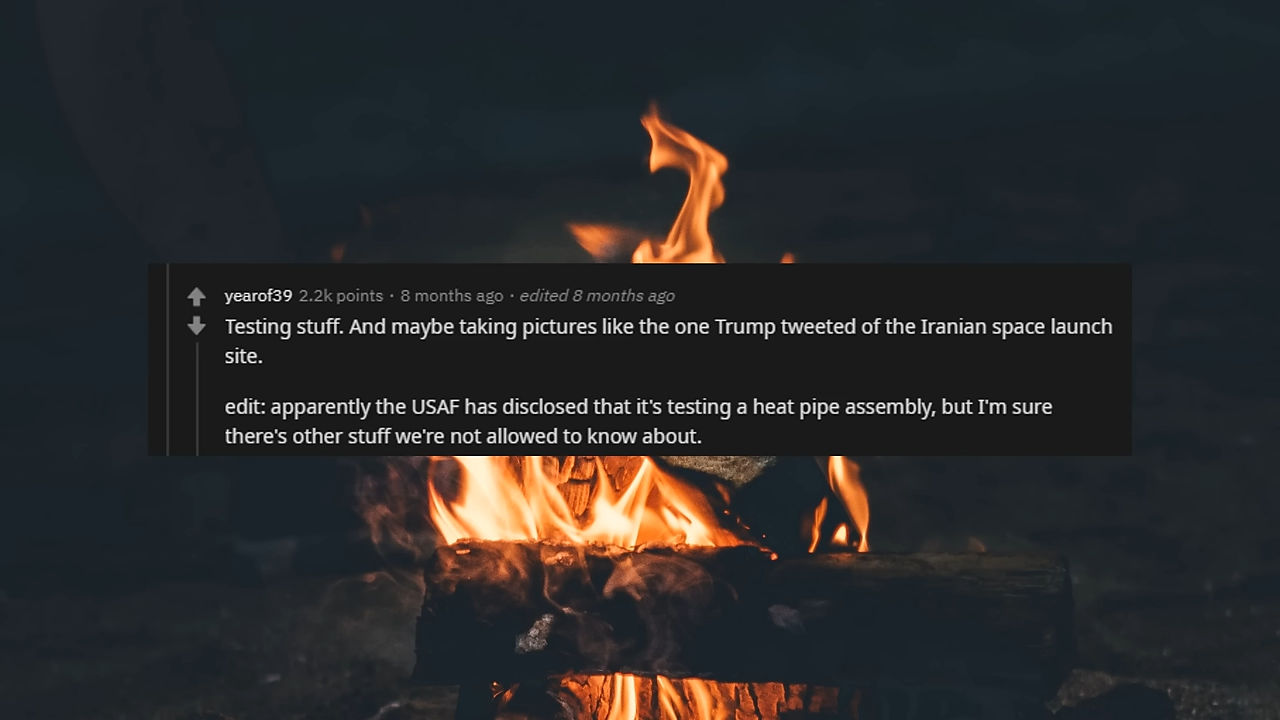 yearof39 2.2k points · 8 months ago · edited 8 months ago
Testing stuff. And maybe taking pictures like the one Trump tweeted of the Iranian space launch
site.
edit: apparently the USAF has disclosed that it's testing a heat pipe assembly, but I'm sure
there's other stuff we're not allowed to know about.